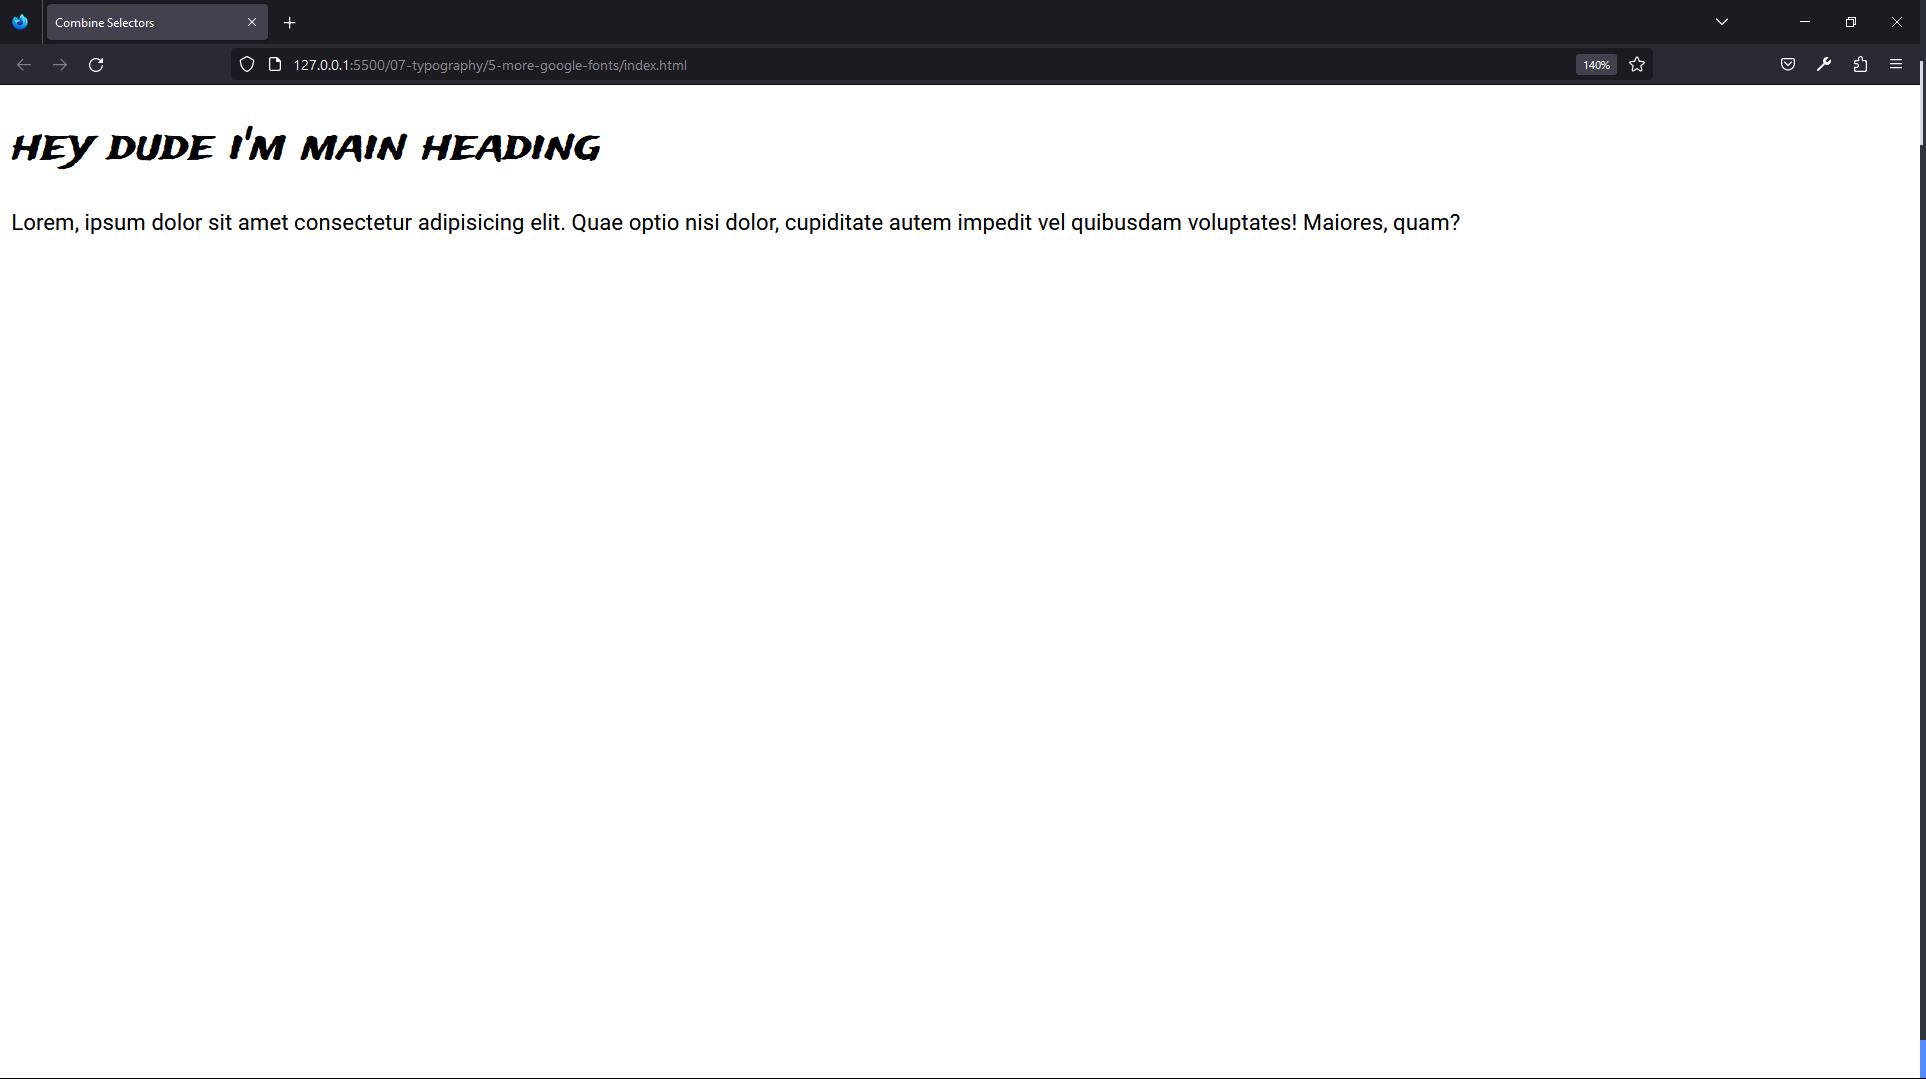 Combine Selectors
127.0.0.1:5500/07-typography/5-more-google-fonts/index.html
140%
HEY DUDE I'M MAIN HEADING
Lorem, ipsum dolor sit amet consectetur adipisicing elit. Quae optio nisi dolor, cupiditate autem impedit vel quibusdam voluptates! Maiores, quam?